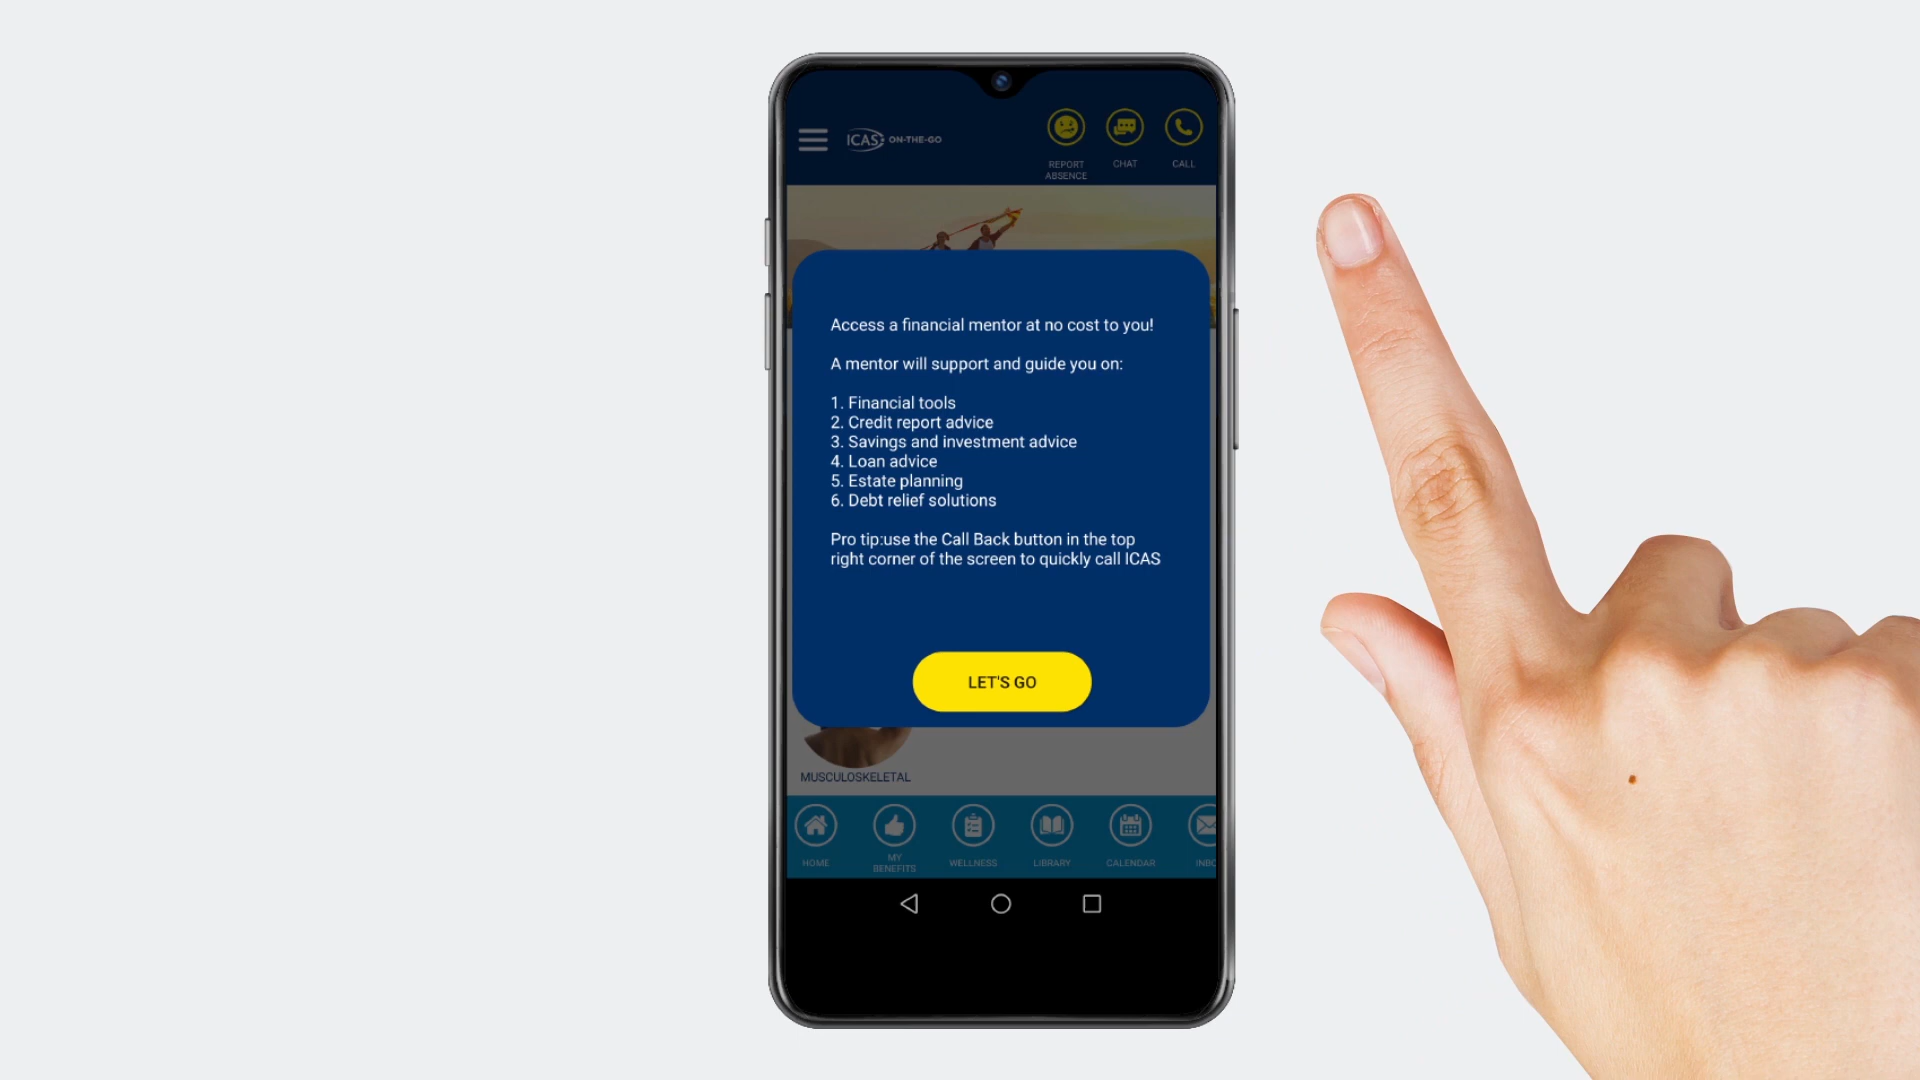 ICAS ON-THE-GO
REPORT
ABSENCE
CHAT
CALL
Access a financial mentor at no cost to you!
A mentor will support and guide you on:
1. Financial tools
2. Credit report advice
3. Savings and investment advice
4. Loan advice
5. Estate planning
6. Debt relief solutions
Pro tip:use the Call Back button in the top
right corner of the screen to quickly call ICAS
LET'S GO
MUSCULOSKELETAL
HOME
MY
BENEFITS
WELLNESS
LIBRARY
CALENDAR
INBO